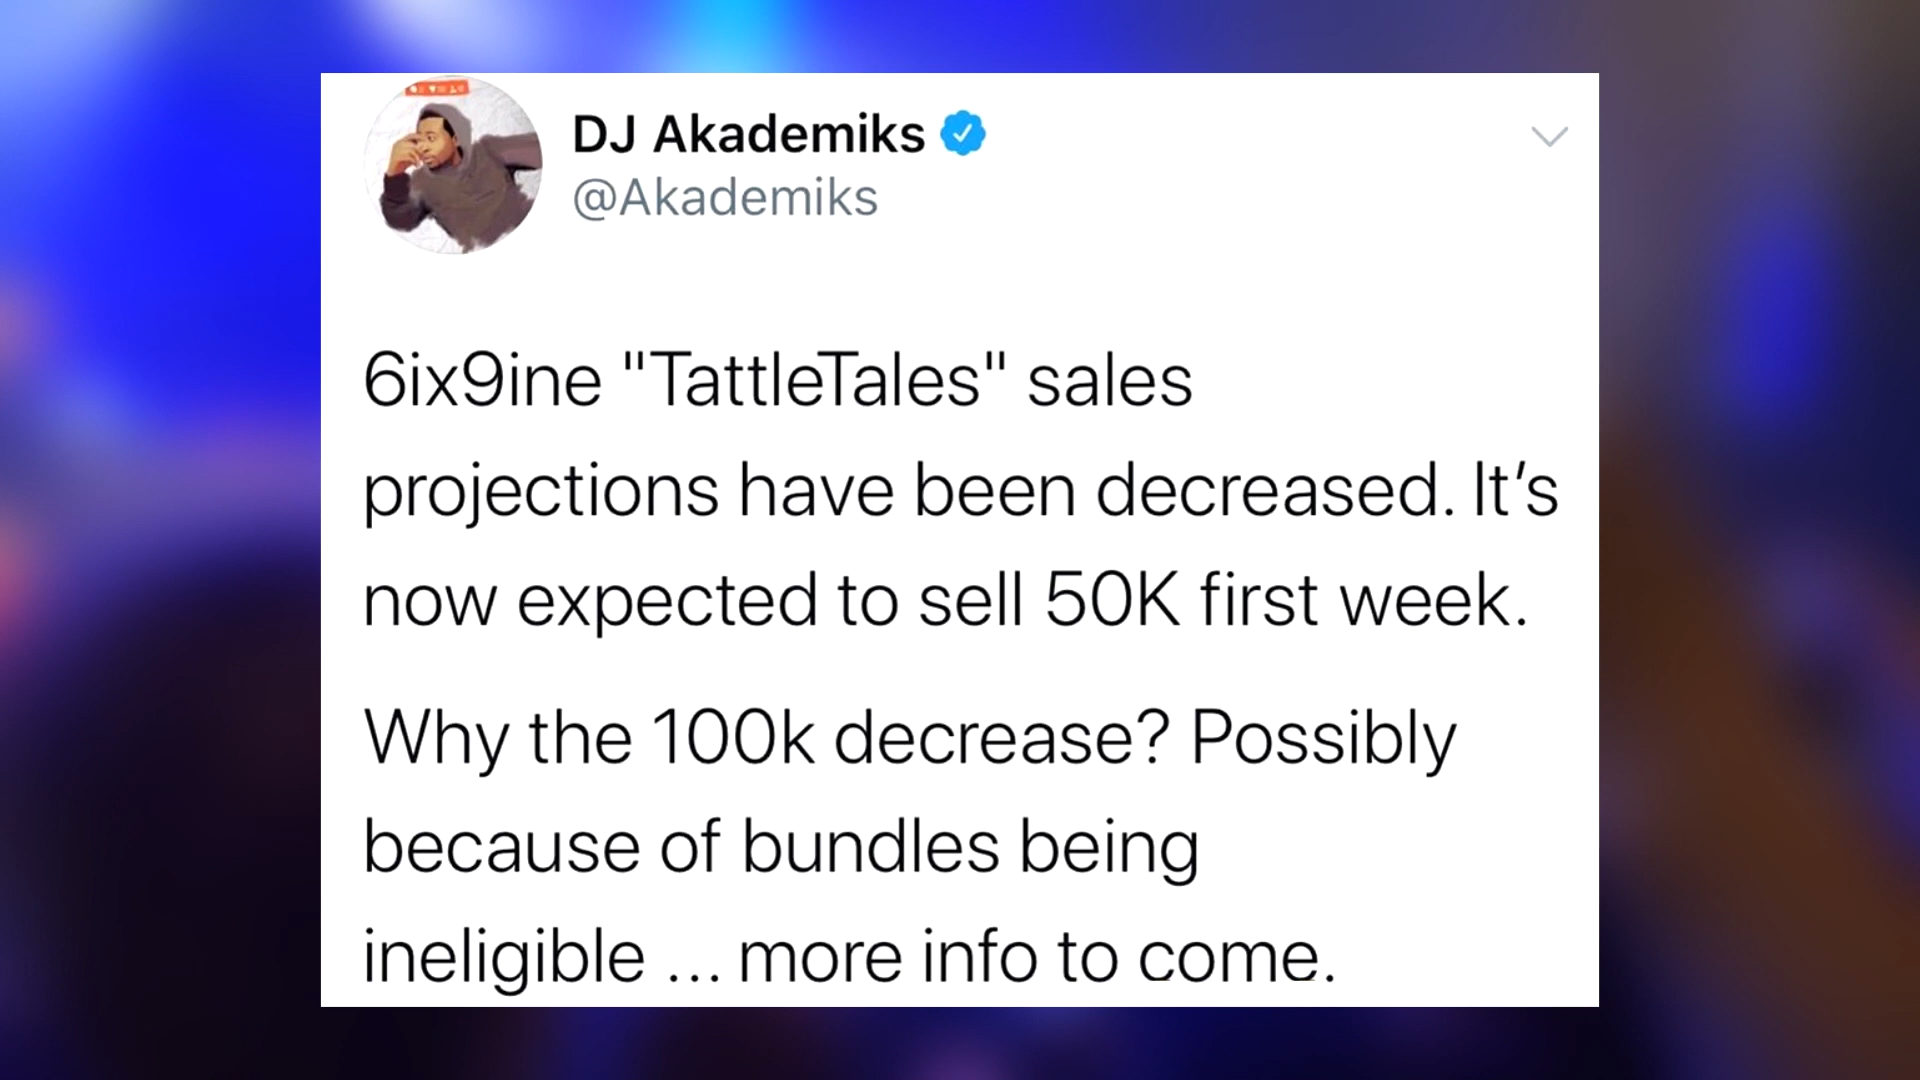 DJ Akademiks
@Akademiks
6ix9ine "TattleTales" sales
projections have been decreased. It’s
now expected to sell 50K first week.
Why the 100k decrease? Possibly
because of bundles being
ineligible ... more info to come.